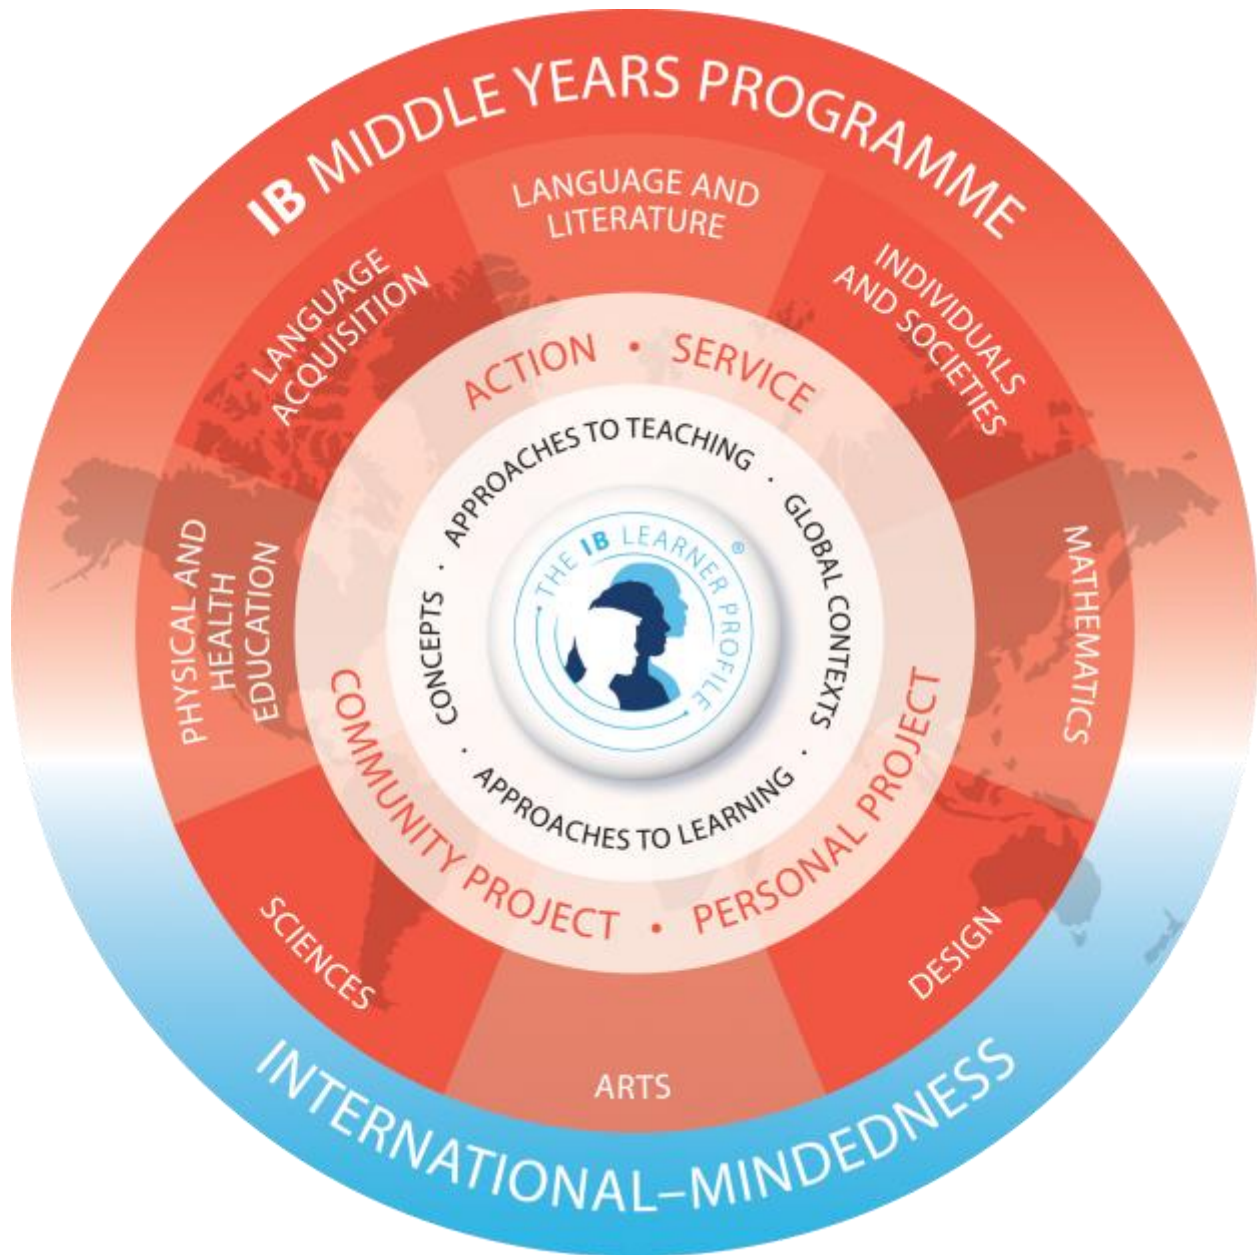 IB MIDDLE YEARS PROGRAMME
LANGUAGE AND
LITERATURE
INDIVIDUALS
AND SOCIETIES
MATHEMATICS
DESIGN
ARTS
SCIENCES
PHYSICAL AND
HEALTH
EDUCATION
LANGUAGE
ACQUISITION
ACTION • SERVICE
PERSONAL PROJECT •
COMMUNITY PROJECT
APPROACHES TO TEACHING ·
GLOBAL CONTEXTS ·
APPROACHES TO LEARNING ·
CONCEPTS ·
THE IB LEARNER PROFILE ®
INTERNATIONAL–MINDEDNESS